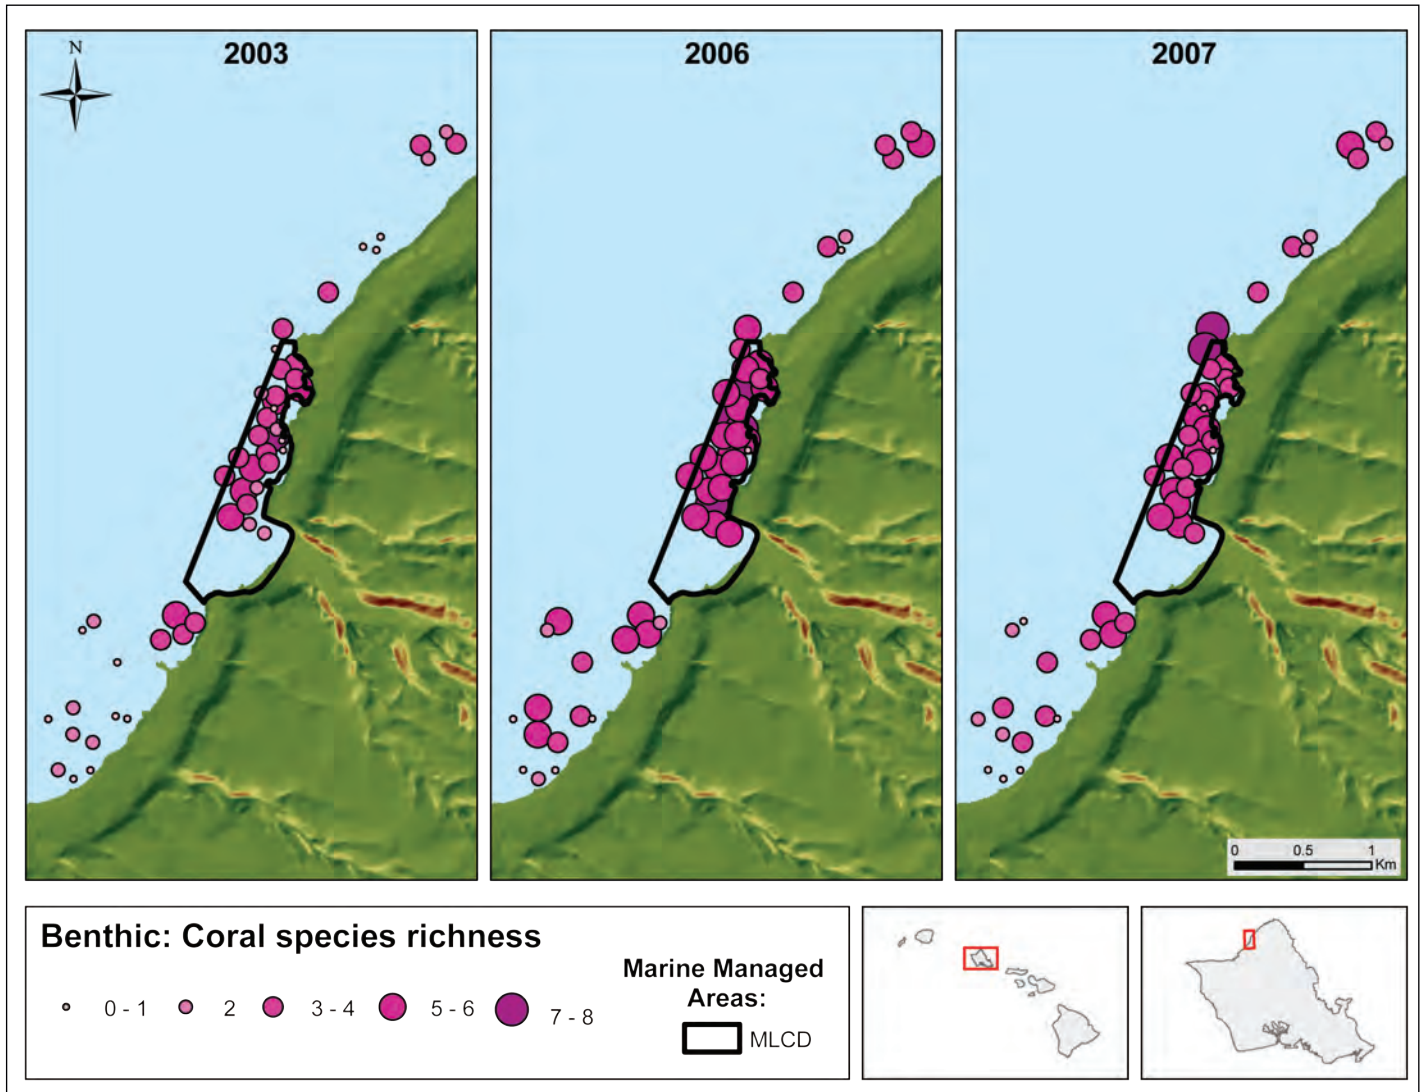 2003
2006
2007
N
0 0.5 1
Km
Benthic: Coral species richness
0 - 1 2 3 - 4 5 - 6 7 - 8
Marine Managed
Areas:
MLCD